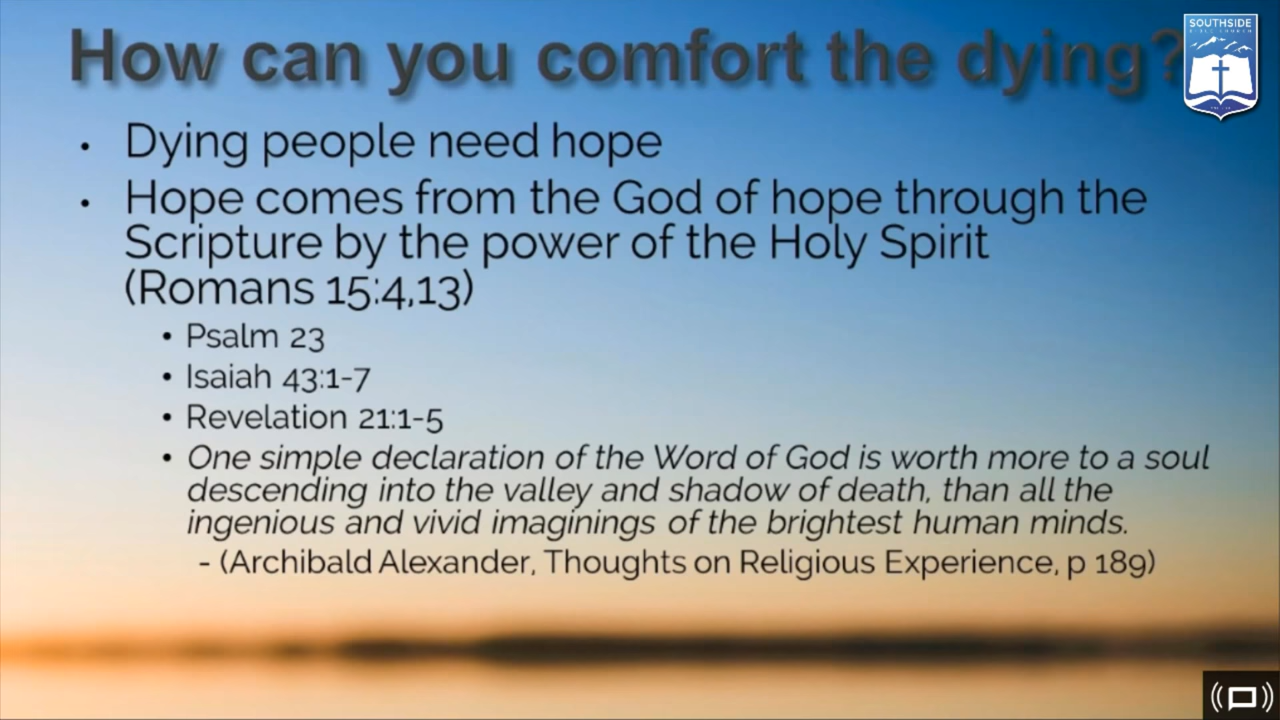 How can you comfort the dying?
SOUTHSIDE
BIBLE CHURCH
• Dying people need hope
• Hope comes from the God of hope through the
Scripture by the power of the Holy Spirit
(Romans 15:4,13)
• Psalm 23
• Isaiah 43:1-7
• Revelation 21:1-5
• One simple declaration of the Word of God is worth more to a soul
descending into the valley and shadow of death, than all the
ingenious and vivid imaginings of the brightest human minds.
- (Archibald Alexander, Thoughts on Religious Experience, p 189)